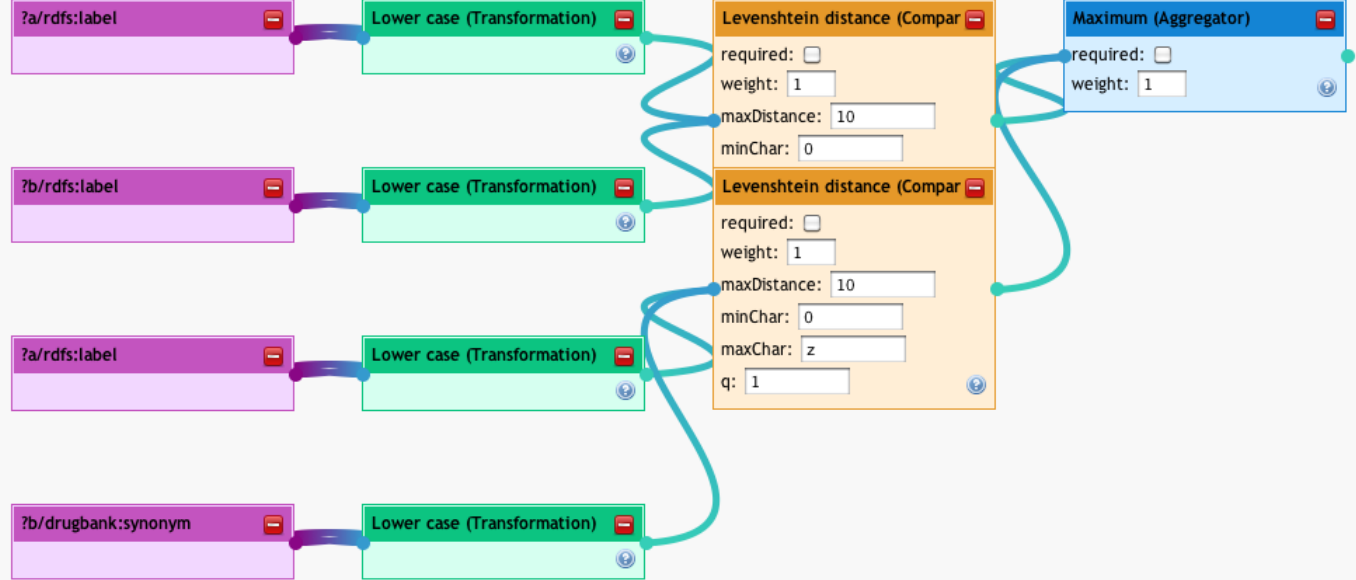 ?a/rdfs:label
Lower case (Transformation)
Levenshtein distance (Compar
Maximum (Aggregator)
required:
weight: 1
maxDistance: 10
minChar: 0
required:
weight: 1
?b/rdfs:label
Lower case (Transformation)
Levenshtein distance (Compar
required:
weight: 1
maxDistance: 10
minChar: 0
maxChar: z
q: 1
?a/rdfs:label
Lower case (Transformation)
?b/drugbank:synonym
Lower case (Transformation)